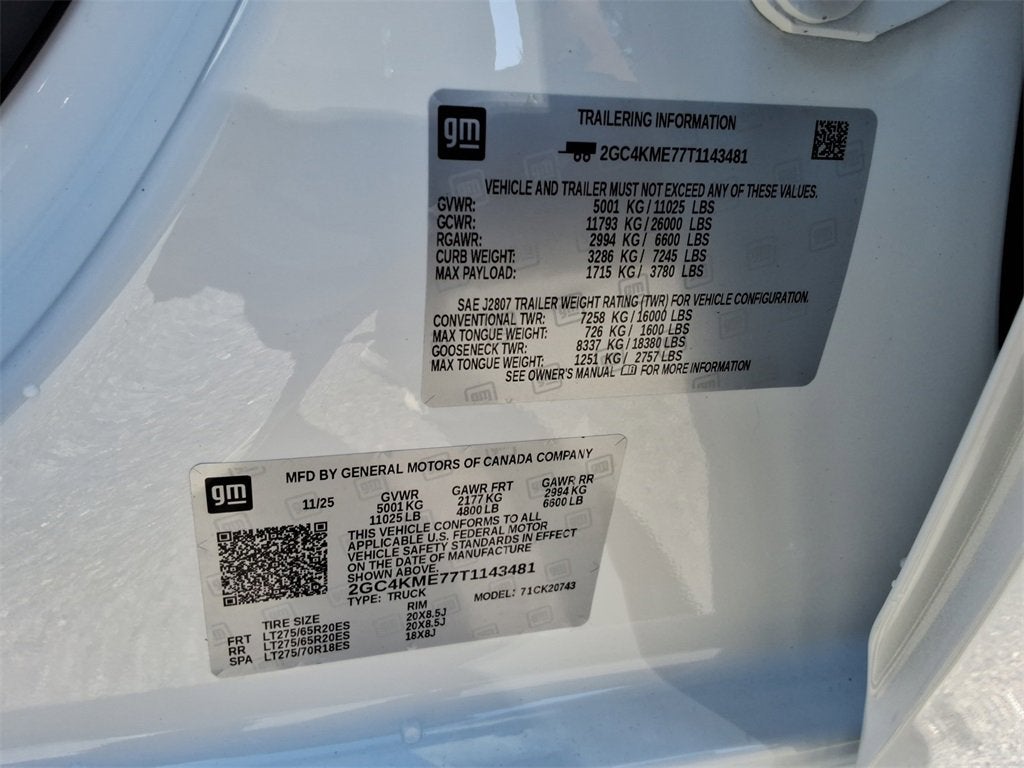 gm
TRAILERING INFORMATION
2GC4KME77T1143481
VEHICLE AND TRAILER MUST NOT EXCEED ANY OF THESE VALUES.
GVWR: 5001 KG / 11025 LBS
GCWR: 11793 KG / 26000 LBS
RGAWR: 2994 KG / 6600 LBS
CURB WEIGHT: 3286 KG / 7245 LBS
MAX PAYLOAD: 1715 KG / 3780 LBS
SAE J2807 TRAILER WEIGHT RATING (TWR) FOR VEHICLE CONFIGURATION.
CONVENTIONAL TWR: 7258 KG / 16000 LBS
MAX TONGUE WEIGHT: 726 KG / 1600 LBS
GOOSENECK TWR: 8337 KG / 18380 LBS
MAX TONGUE WEIGHT: 1251 KG / 2757 LBS
SEE OWNER'S MANUAL FOR MORE INFORMATION
gm
MFD BY GENERAL MOTORS OF CANADA COMPANY
11/25 GVWR GAWR FRT GAWR RR
5001 KG 2177 KG 2994 KG
11025 LB 4800 LB 6600 LB
THIS VEHICLE CONFORMS TO ALL
APPLICABLE U.S. FEDERAL MOTOR
VEHICLE SAFETY STANDARDS IN EFFECT
ON THE DATE OF MANUFACTURE
SHOWN ABOVE.
2GC4KME77T1143481
TYPE: TRUCK MODEL: 71CK20743
TIRE SIZE RIM
FRT LT275/65R20ES 20X8.5J
RR LT275/65R20ES 20X8.5J
SPA LT275/70R18ES 18X8J